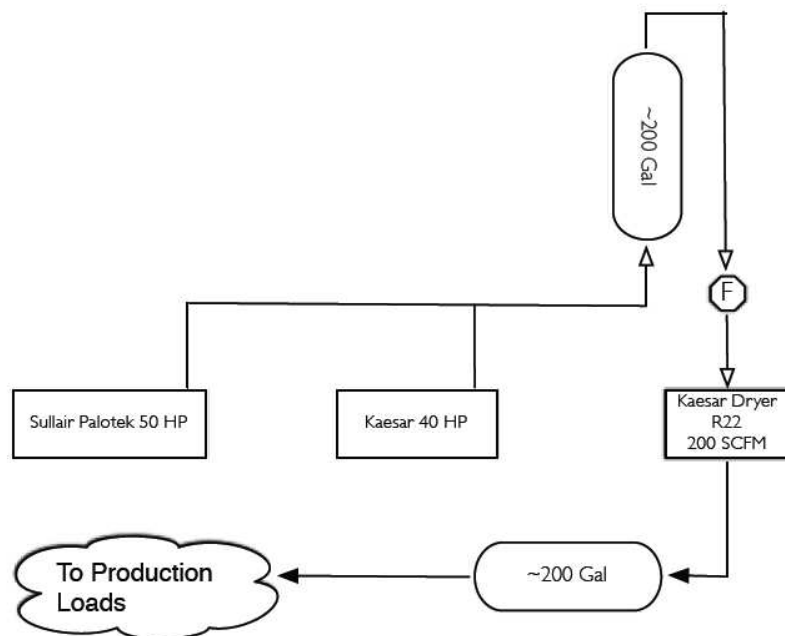 ~200 Gal
F
Sullair Palotek 50 HP
Kaesar 40 HP
Kaesar Dryer
R22
200 SCFM
To Production
Loads
~200 Gal